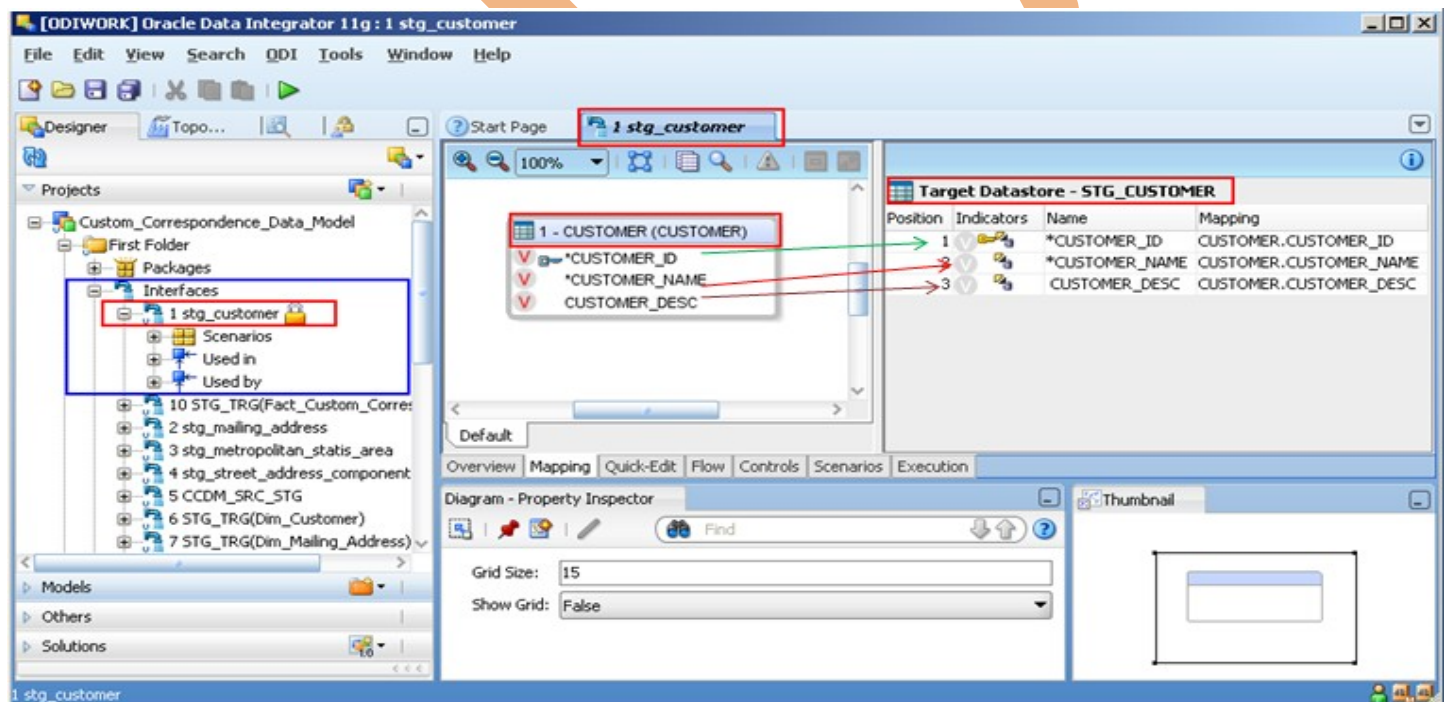 [ODIWORK] Oracle Data Integrator 11g : 1 stg_customer
File Edit View Search ODI Tools Window Help
Designer Topo...
Start Page 1 stg_customer
100%
Projects
Custom_Correspondence_Data_Model
First Folder
Packages
Interfaces
1 stg_customer
Scenarios
Used in
Used by
10 STG_TRG(Fact_Custom_Corres
2 stg_mailing_address
3 stg_metropolitan_statis_area
4 stg_street_address_component
5 CCDM_SRC_STG
6 STG_TRG(Dim_Customer)
7 STG_TRG(Dim_Mailing_Address)
Models
Others
Solutions
1 - CUSTOMER (CUSTOMER)
V *CUSTOMER_ID
V *CUSTOMER_NAME
V CUSTOMER_DESC
Default
Target Datastore - STG_CUSTOMER
Position Indicators Name Mapping
1 *CUSTOMER_ID CUSTOMER.CUSTOMER_ID
2 *CUSTOMER_NAME CUSTOMER.CUSTOMER_NAME
3 CUSTOMER_DESC CUSTOMER.CUSTOMER_DESC
Overview Mapping Quick-Edit Flow Controls Scenarios Execution
Diagram - Property Inspector
Find
Grid Size: 15
Show Grid: False
Thumbnail
1 stg_customer